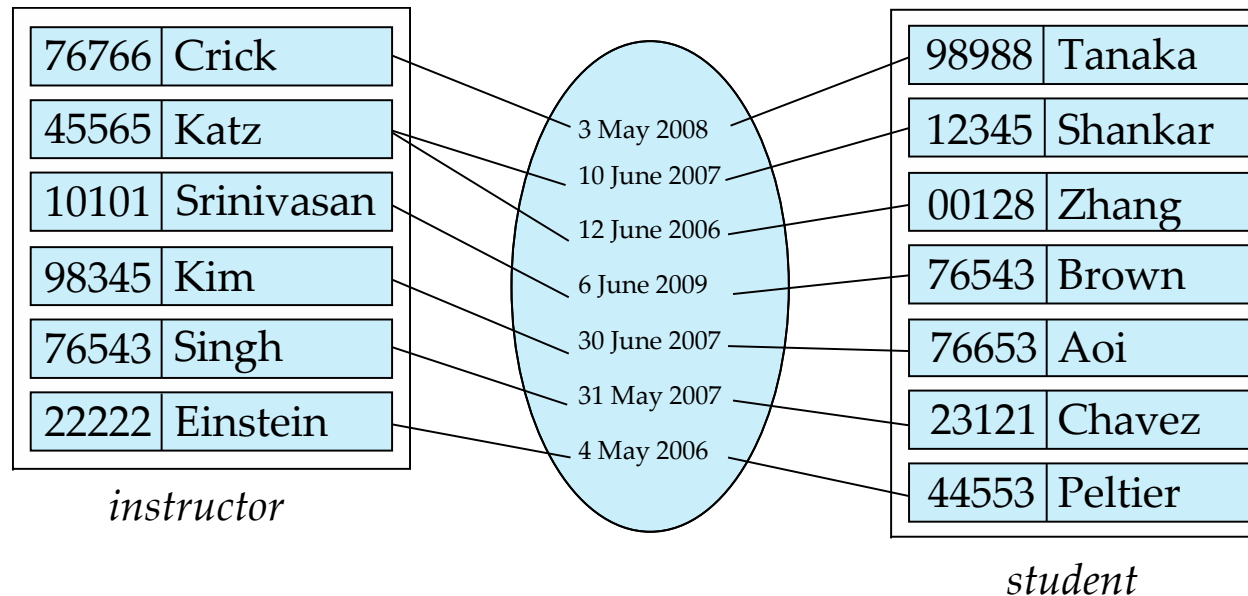 76766 Crick
45565 Katz
10101 Srinivasan
98345 Kim
76543 Singh
22222 Einstein
instructor
3 May 2008
10 June 2007
12 June 2006
6 June 2009
30 June 2007
31 May 2007
4 May 2006
98988 Tanaka
12345 Shankar
00128 Zhang
76543 Brown
76653 Aoi
23121 Chavez
44553 Peltier
student